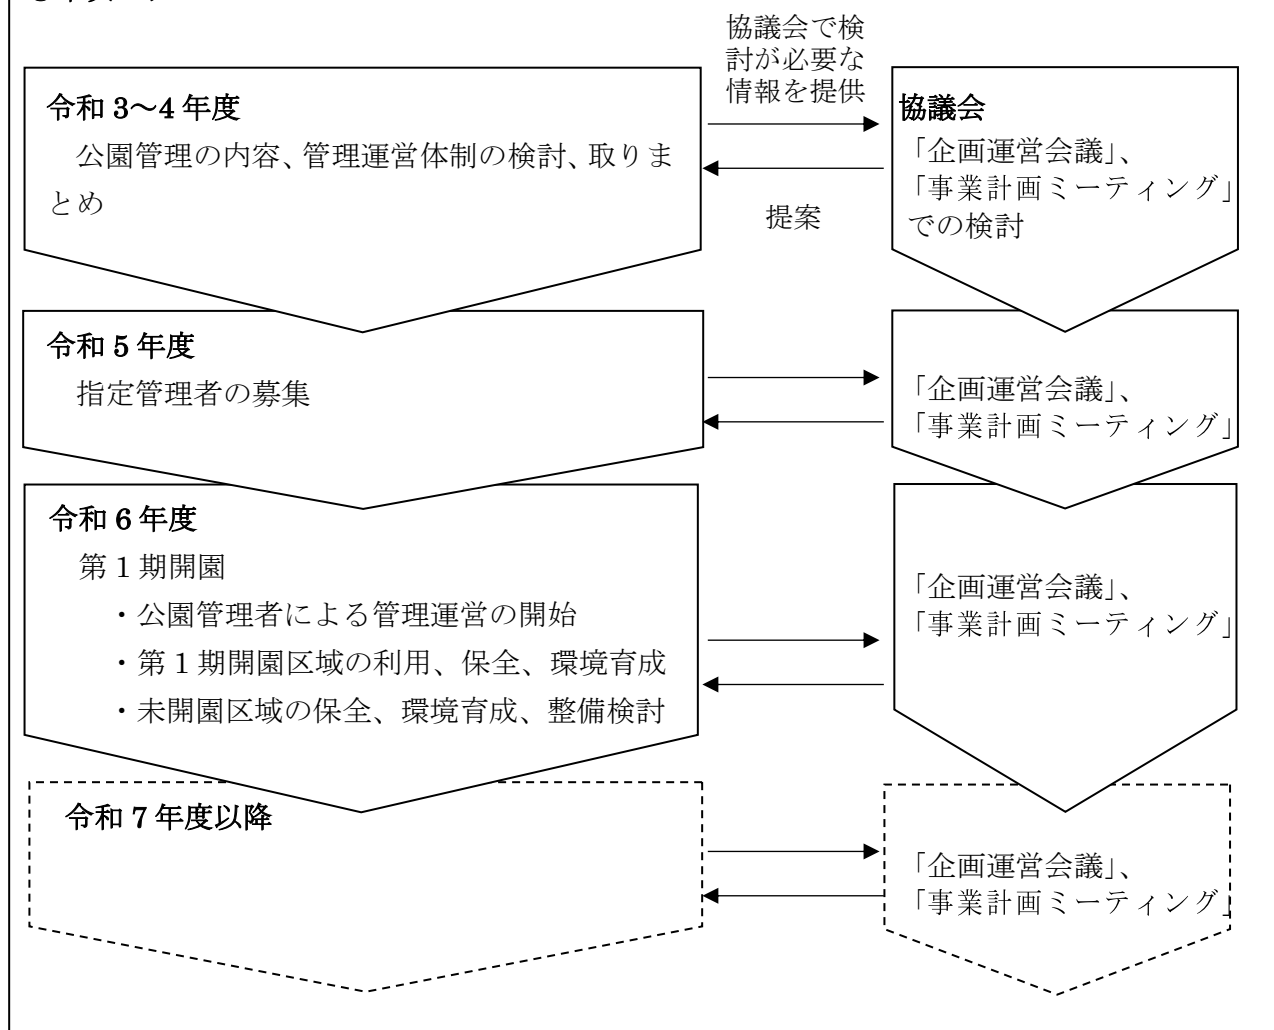 協議会で検
討が必要な
情報を提供
令和3～4年度
公園管理の内容、管理運営体制の検討、取りま
とめ
提案
協議会
「企画運営会議」、
「事業計画ミーティング」
での検討
令和5年度
指定管理者の募集
「企画運営会議」、
「事業計画ミーティング」
令和6年度
第1期開園
・公園管理者による管理運営の開始
・第1期開園区域の利用、保全、環境育成
・未開園区域の保全、環境育成、整備検討
「企画運営会議」、
「事業計画ミーティング」
令和7年度以降
「企画運営会議」、
「事業計画ミーティング」